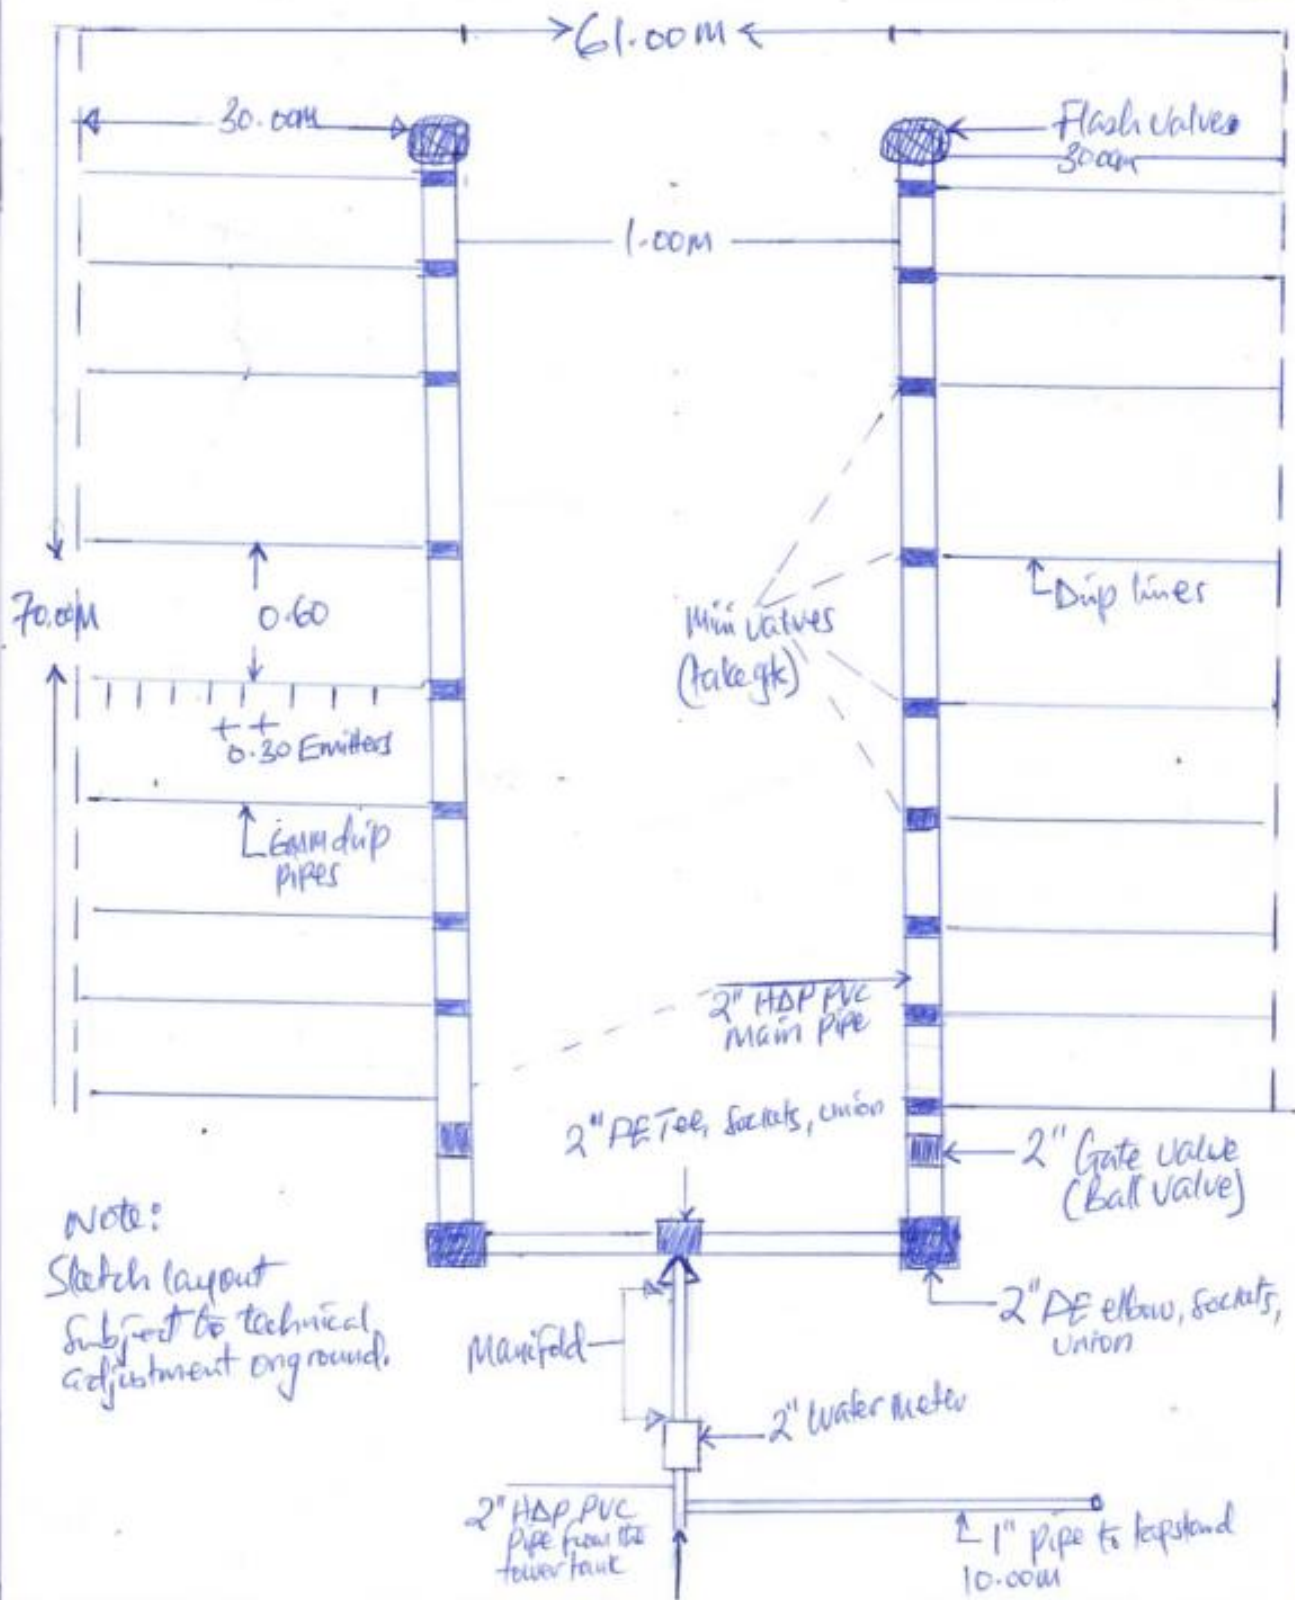 61.00M
30.00M
Flash valves
30.00m
1.00M
70.00M
0.60
Drip lines
Mini valves
(take
0.30 Emitters
drip
pipes
2" HDP PVC
Main pipe
2" PE Tee, Sockets, union
2" Gate valve
(Ball valve)
Note:
Sketch layout
Subject to technical
adjustment onground.
2" PE elbow, Sockets,
union
Manifold
2" Water meter
2" HDP PVC
Pipe from the
tower tank
1" pipe to tapstand
10.00m